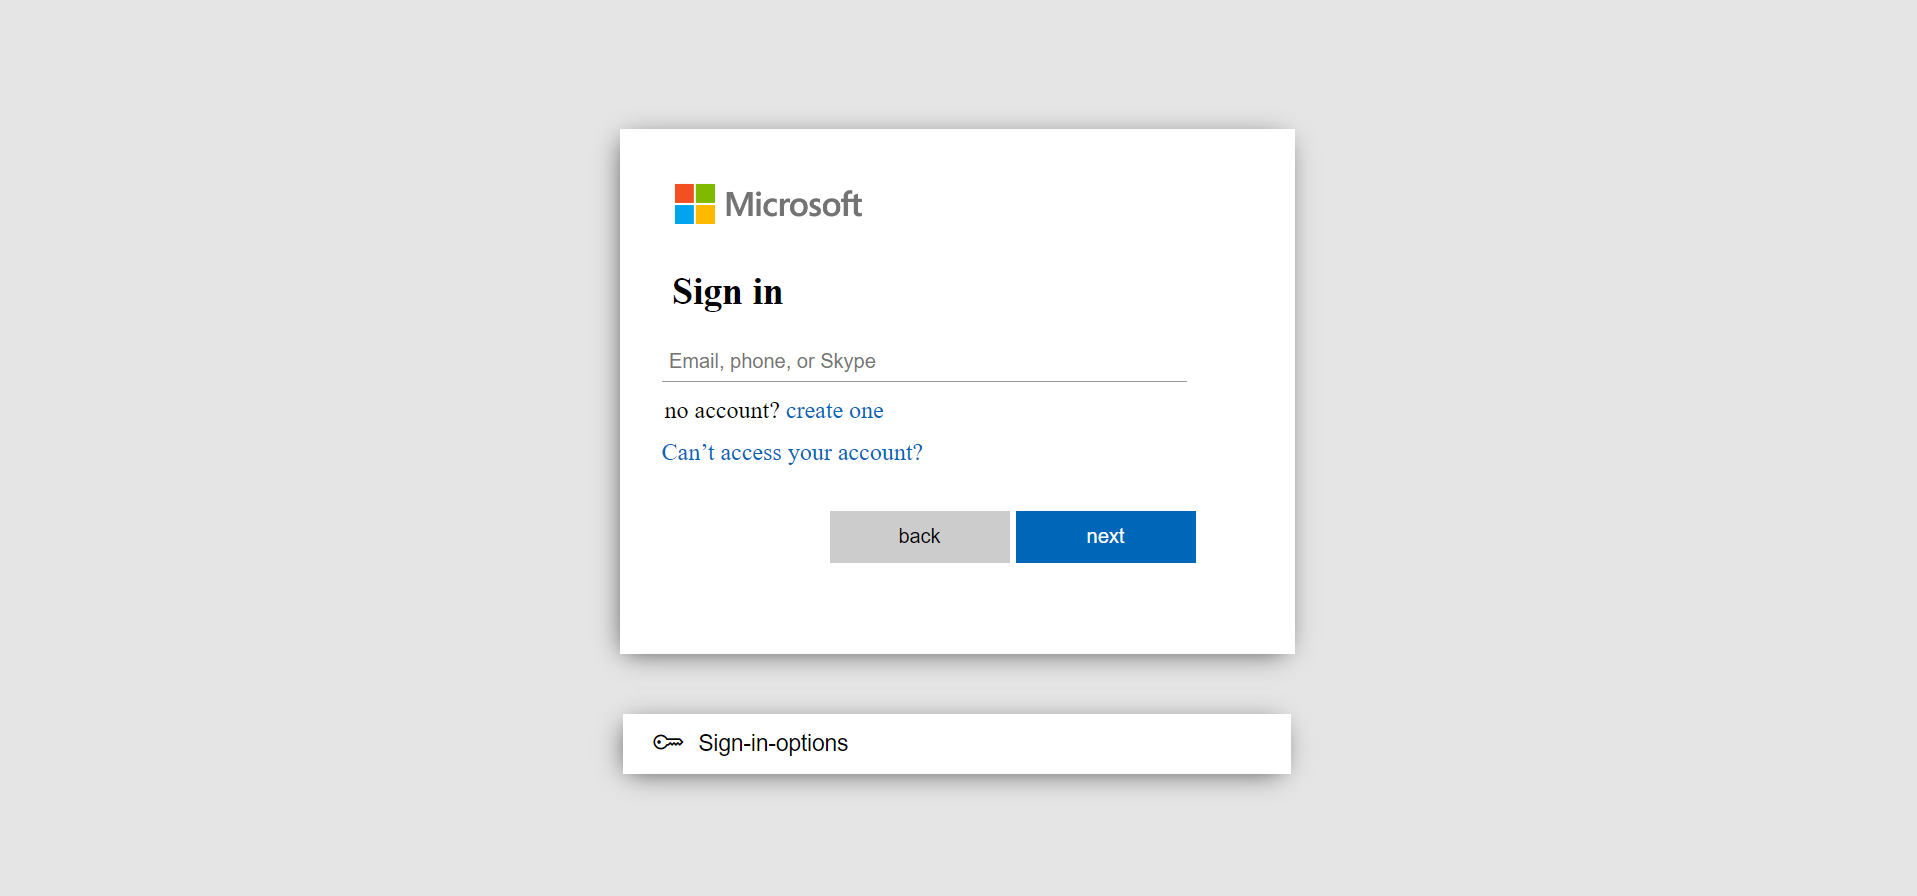 Microsoft
Sign in
Email, phone, or Skype
no account? create one
Can’t access your account?
back next
Sign-in-options